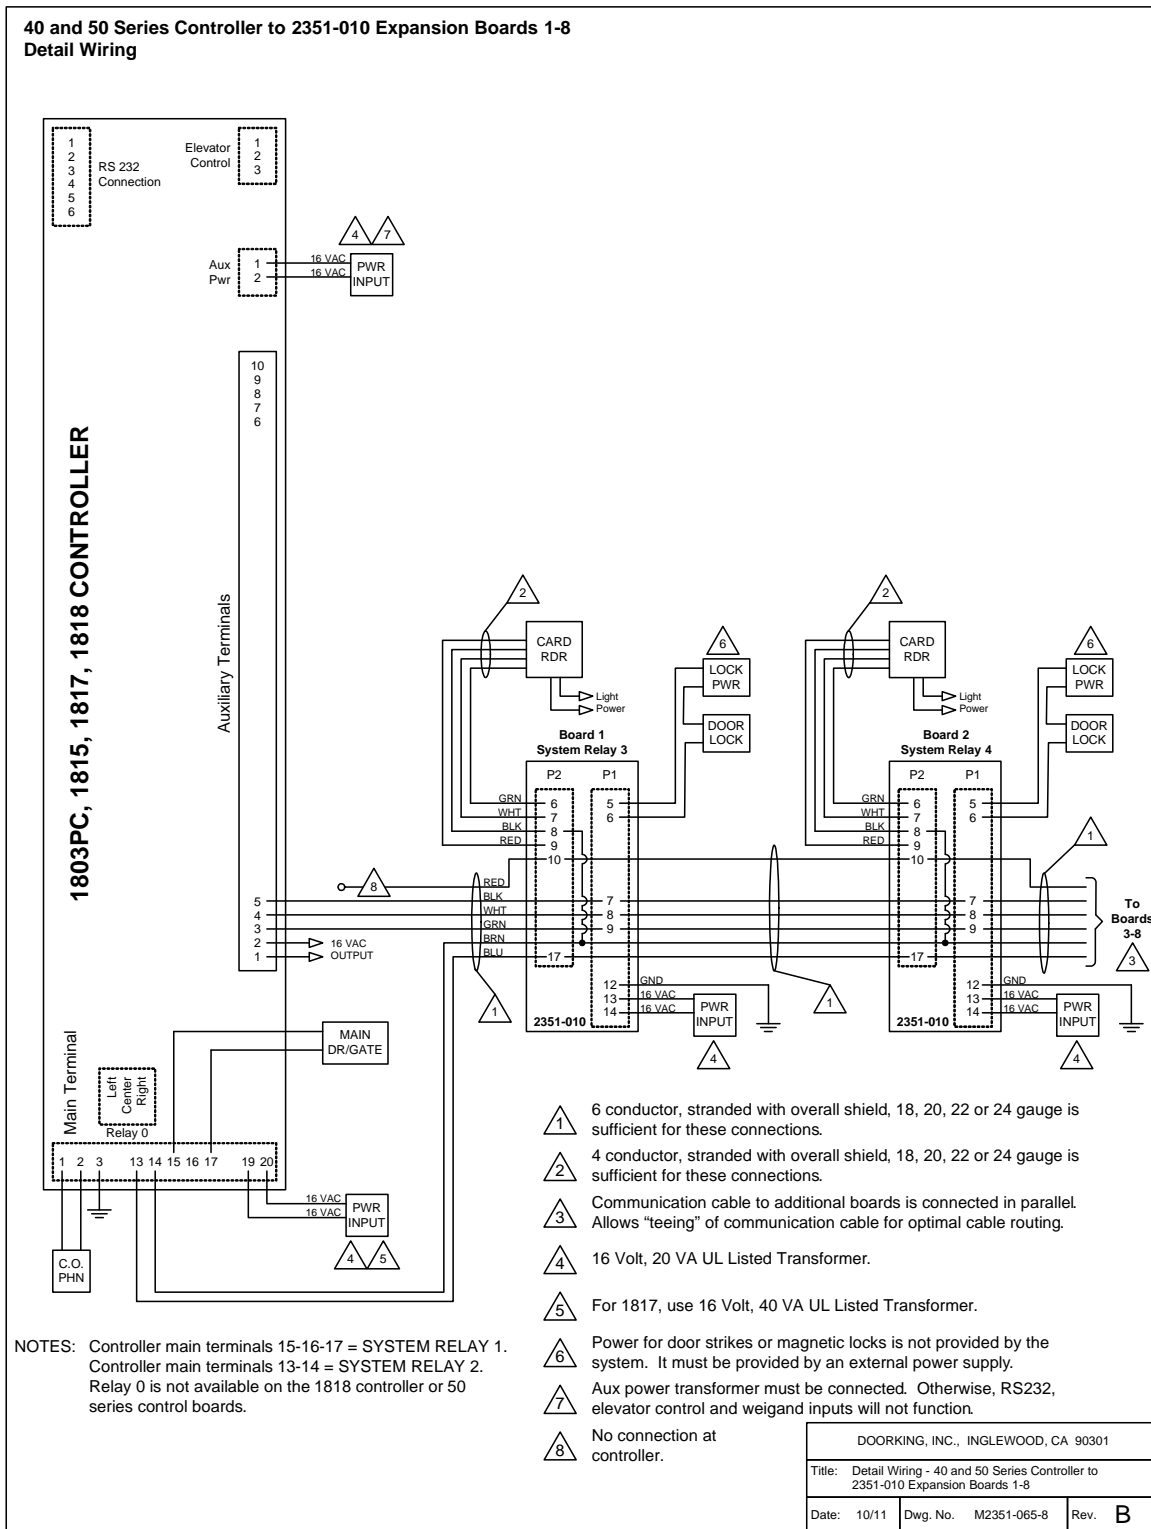 40 and 50 Series Controller to 2351-010 Expansion Boards 1-8
Detail Wiring
1
2
3
4
5
6
RS 232
Connection
Elevator
Control
1
2
3
4
7
Aux
Pwr
1
2
16 VAC
16 VAC
PWR
INPUT
10
9
8
7
6
1803PC, 1815, 1817, 1818 CONTROLLER
Auxiliary Terminals
5
4
3
2
1
16 VAC
OUTPUT
8
2
CARD
RDR
Light
Power
6
LOCK
PWR
DOOR
LOCK
Board 1
System Relay 3
P2
P1
GRN
WHT
BLK
RED
6
7
8
9
10
5
6
RED
BLK
WHT
GRN
BRN
BLU
7
8
9
17
12
13
14
GND
16 VAC
16 VAC
2351-010
PWR
INPUT
4
1
1
2
CARD
RDR
Light
Power
6
LOCK
PWR
DOOR
LOCK
Board 2
System Relay 4
P2
P1
GRN
WHT
BLK
RED
6
7
8
9
10
5
6
1
7
8
9
17
To
Boards
3-8
3
12
13
14
GND
16 VAC
16 VAC
2351-010
PWR
INPUT
4
MAIN
DR/GATE
Main Terminal
Left
Center
Right
Relay 0
1 2 3 13 14 15 16 17 19 20
16 VAC
16 VAC
PWR
INPUT
4
5
C.O.
PHN
NOTES: Controller main terminals 15-16-17 = SYSTEM RELAY 1.
Controller main terminals 13-14 = SYSTEM RELAY 2.
Relay 0 is not available on the 1818 controller or 50
series control boards.
1 6 conductor, stranded with overall shield, 18, 20, 22 or 24 gauge is
sufficient for these connections.
2 4 conductor, stranded with overall shield, 18, 20, 22 or 24 gauge is
sufficient for these connections.
3 Communication cable to additional boards is connected in parallel.
Allows “teeing” of communication cable for optimal cable routing.
4 16 Volt, 20 VA UL Listed Transformer.
5 For 1817, use 16 Volt, 40 VA UL Listed Transformer.
6 Power for door strikes or magnetic locks is not provided by the
system. It must be provided by an external power supply.
7 Aux power transformer must be connected. Otherwise, RS232,
elevator control and weigand inputs will not function.
8 No connection at
controller.
DOORKING, INC., INGLEWOOD, CA 90301
Title: Detail Wiring - 40 and 50 Series Controller to
2351-010 Expansion Boards 1-8
Date: 10/11 Dwg. No. M2351-065-8 Rev. B